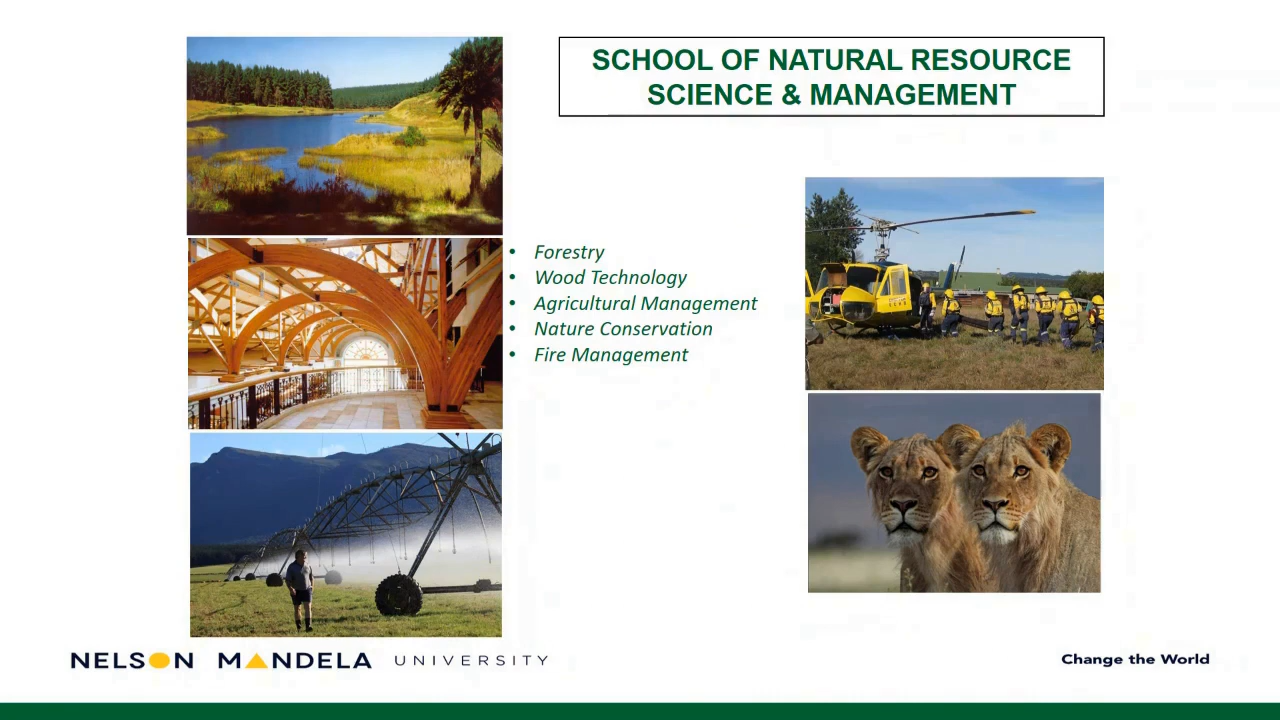 SCHOOL OF NATURAL RESOURCE
SCIENCE & MANAGEMENT
• Forestry
• Wood Technology
• Agricultural Management
• Nature Conservation
• Fire Management
NELSON MANDELA UNIVERSITY
Change the World